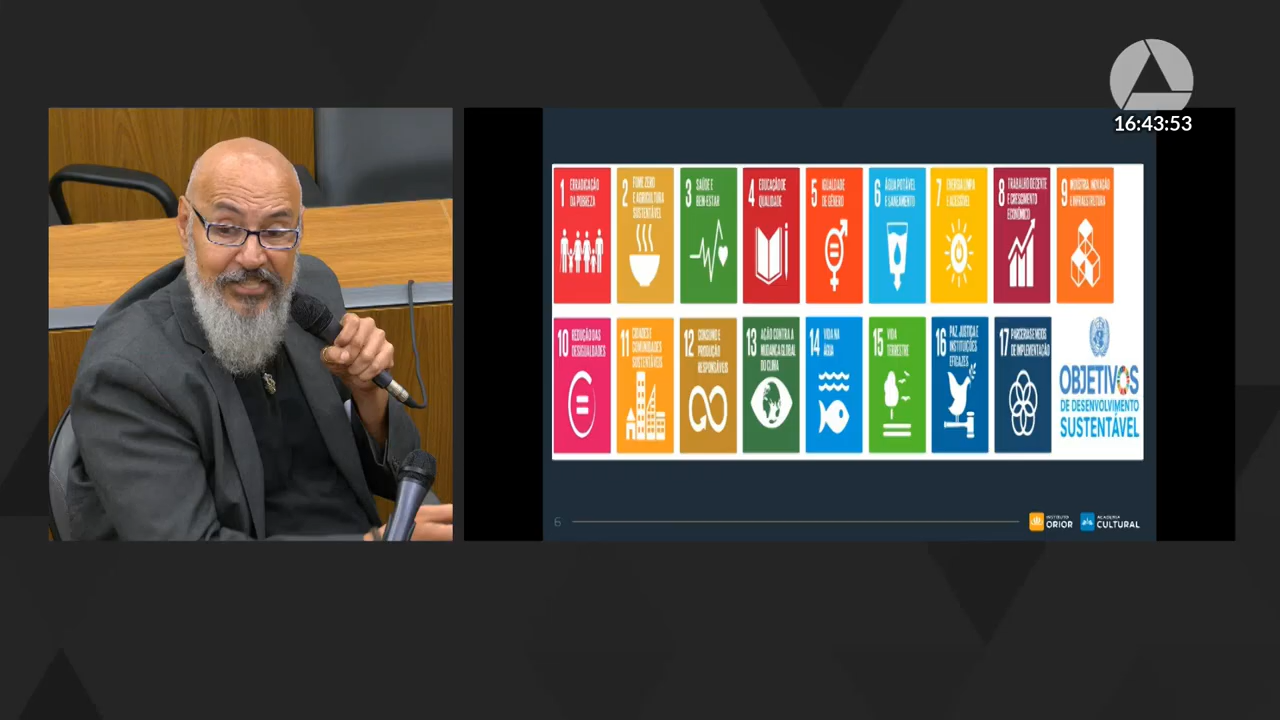 16:43:53
1 ERRADICAÇÃO
DA POBREZA
2 FOME ZERO
E AGRICULTURA
SUSTENTÁVEL
3 SAÚDE E
BEM-ESTAR
4 EDUCAÇÃO DE
QUALIDADE
5 IGUALDADE
DE GÊNERO
6 ÁGUA POTÁVEL
E SANEAMENTO
7 ENERGIA LIMPA
E ACESSÍVEL
8 TRABALHO DECENTE
E CRESCIMENTO
ECONÔMICO
9 INDÚSTRIA, INOVAÇÃO
E INFRAESTRUTURA
10 REDUÇÃO DAS
DESIGUALDADES
11 CIDADES E
COMUNIDADES
SUSTENTÁVEIS
12 CONSUMO E
PRODUÇÃO
RESPONSÁVEIS
13 AÇÃO CONTRA A
MUDANÇA GLOBAL
DO CLIMA
14 VIDA NA
ÁGUA
15 VIDA
TERRESTRE
16 PAZ, JUSTIÇA E
INSTITUIÇÕES
EFICAZES
17 PARCERIAS E MEIOS
DE IMPLEMENTAÇÃO
OBJETIVOS
DE DESENVOLVIMENTO
SUSTENTÁVEL
6
INSTITUTO
ORIOR
ACADEMIA
CULTURAL